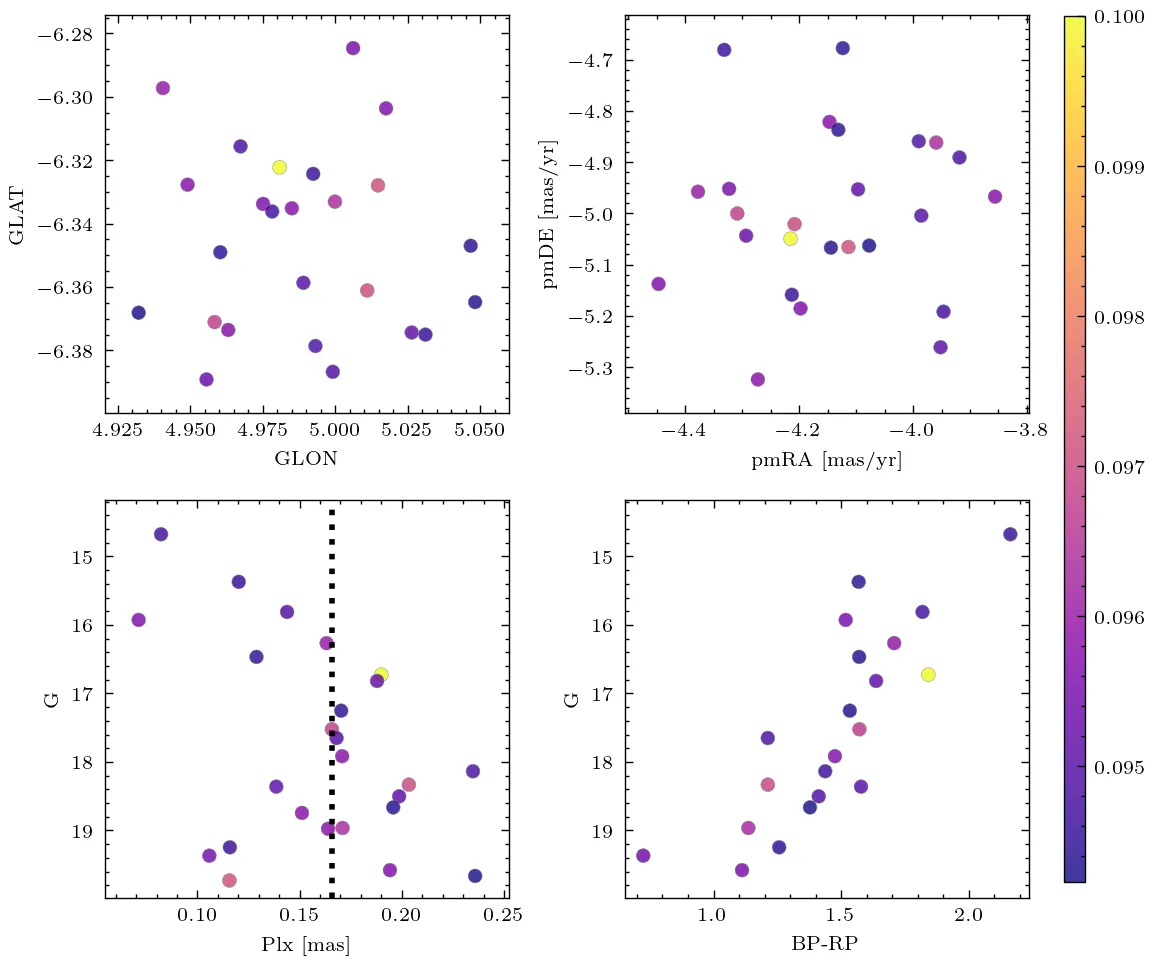 −6.28
−6.30
−6.32
−6.34
−6.36
−6.38
GLAT
4.925 4.950 4.975 5.000 5.025 5.050
GLON
−4.7
−4.8
−4.9
−5.0
−5.1
−5.2
−5.3
pmDE [mas/yr]
−4.4 −4.2 −4.0 −3.8
pmRA [mas/yr]
15
16
17
18
19
G
0.10 0.15 0.20 0.25
Plx [mas]
15
16
17
18
19
G
1.0 1.5 2.0
BP-RP
0.100
0.099
0.098
0.097
0.096
0.095